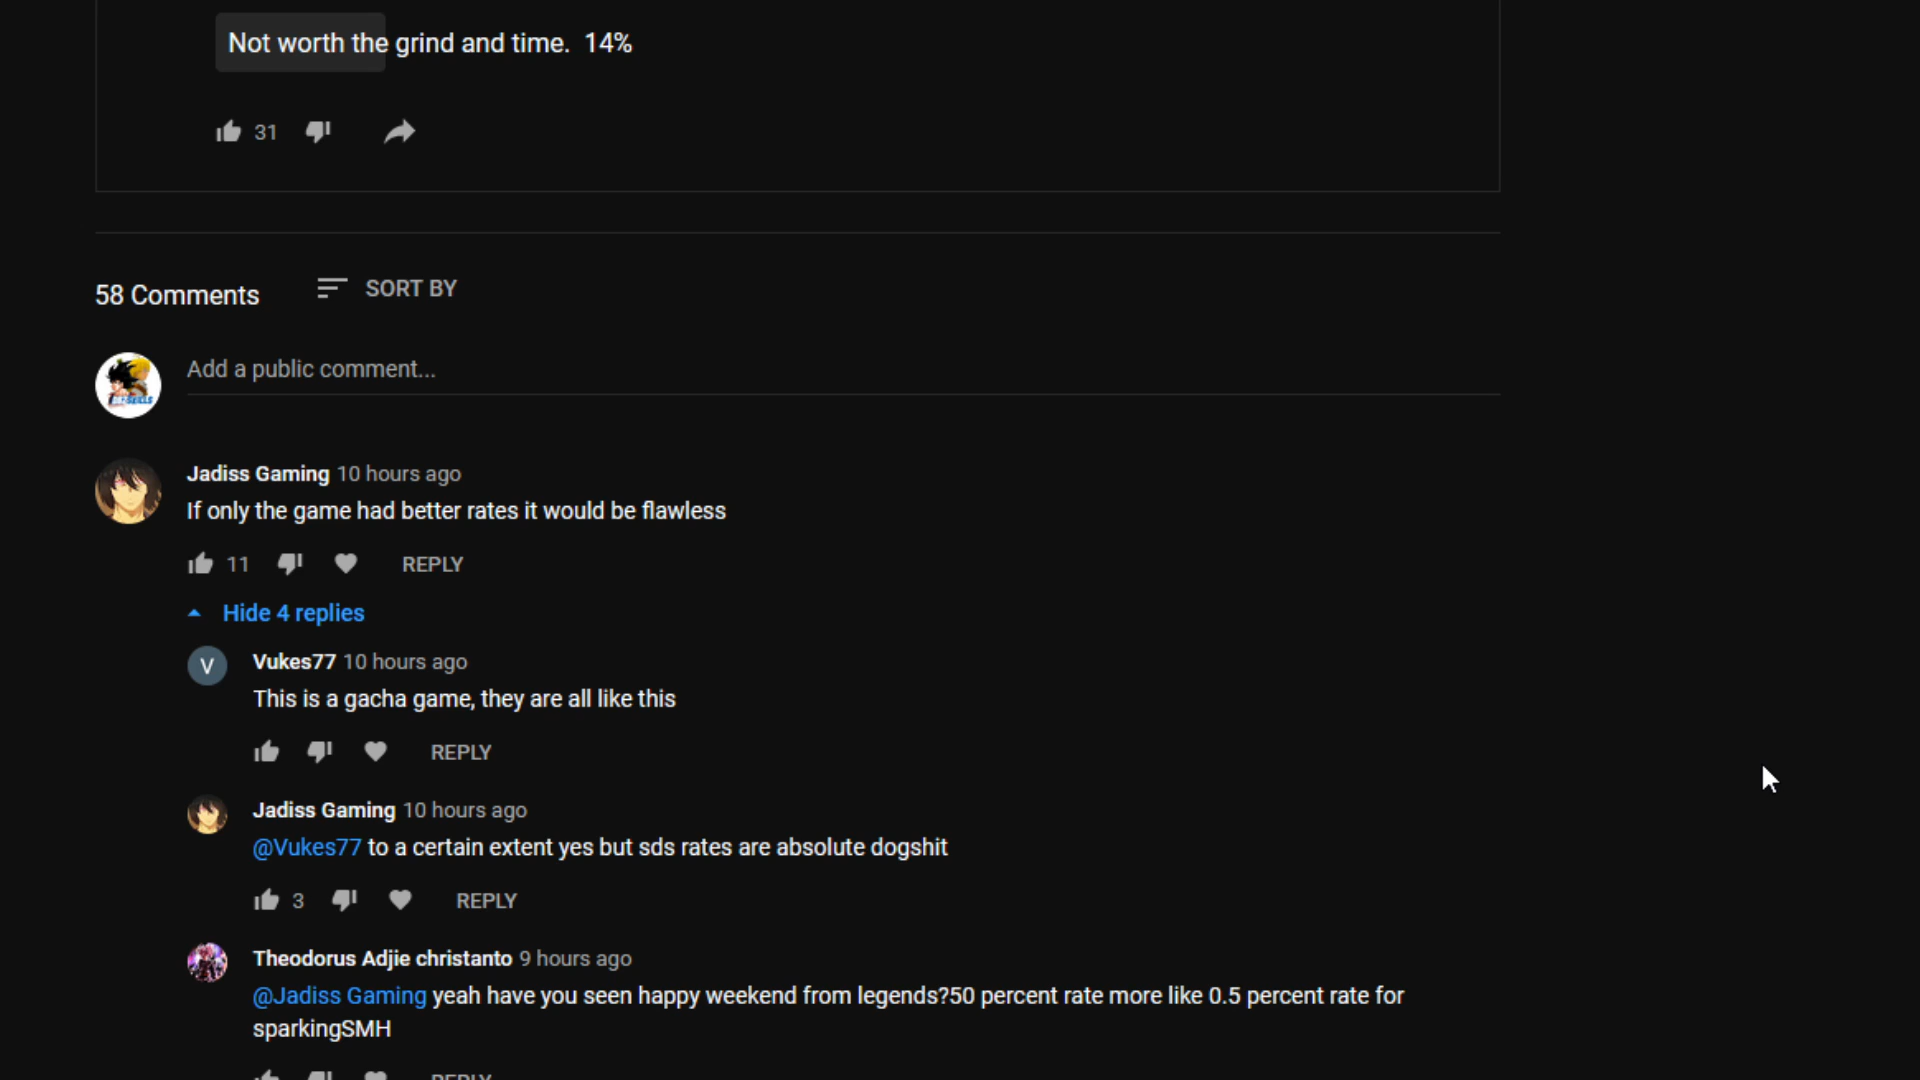 Not worth the grind and time. 14%
31
58 Comments
SORT BY
Add a public comment...
Jadiss Gaming 10 hours ago
If only the game had better rates it would be flawless
11
REPLY
Hide 4 replies
V
Vukes77 10 hours ago
This is a gacha game, they are all like this
REPLY
Jadiss Gaming 10 hours ago
@Vukes77 to a certain extent yes but sds rates are absolute dogshit
3
REPLY
Theodorus Adjie christanto 9 hours ago
@Jadiss Gaming yeah have you seen happy weekend from legends?50 percent rate more like 0.5 percent rate for
sparkingSMH
REPLY